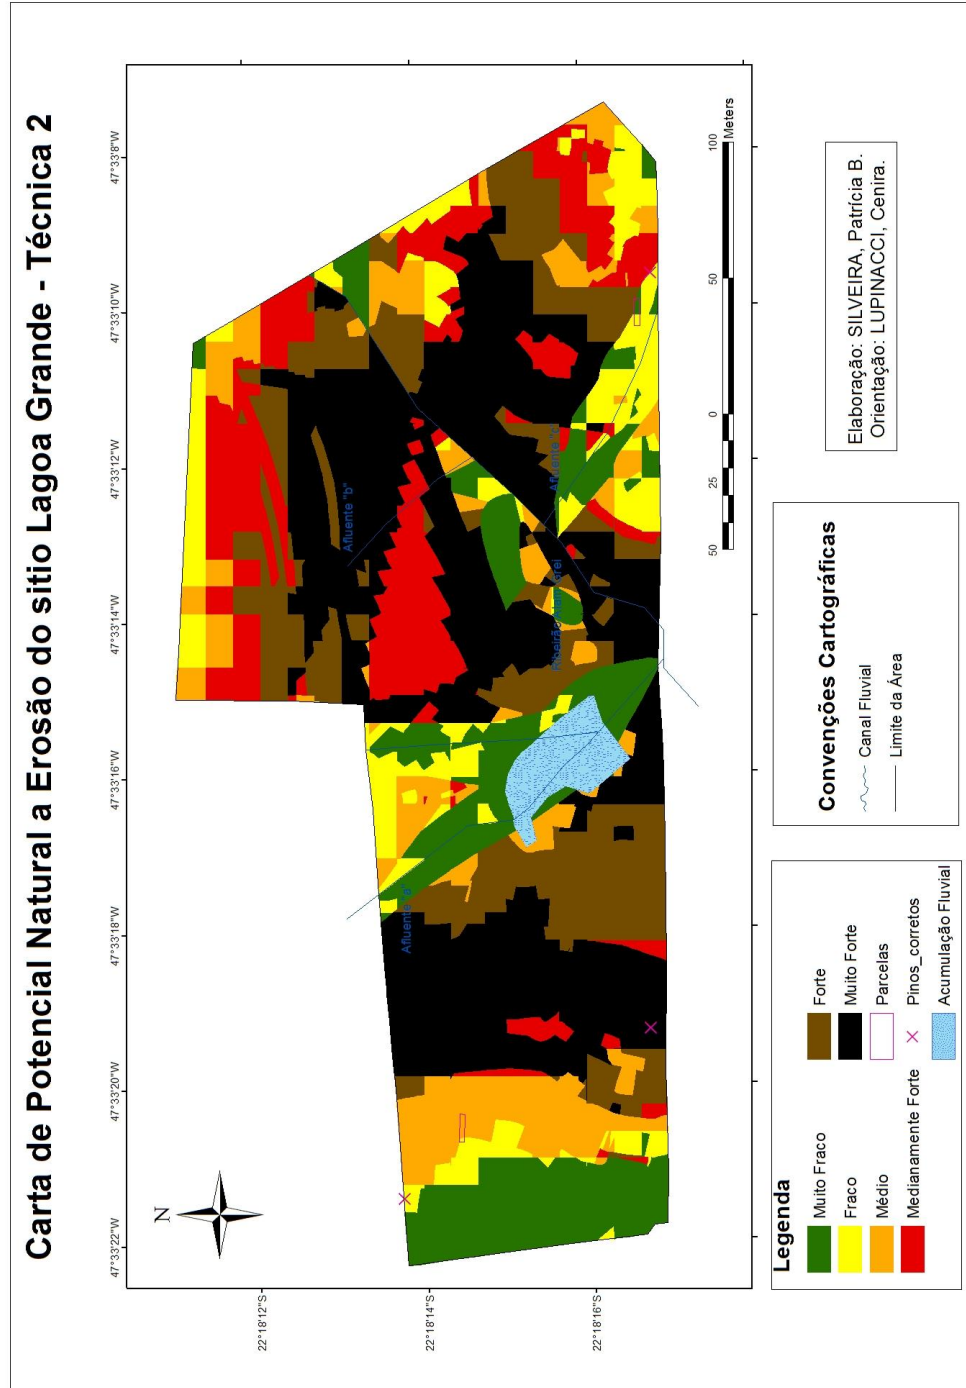 Carta de Potencial Natural a Erosão do sitio Lagoa Grande - Técnica 2
N
47°33'22"W
47°33'20"W
47°33'18"W
47°33'16"W
47°33'14"W
47°33'12"W
47°33'10"W
47°33'8"W
22°18'12"S
22°18'14"S
22°18'16"S
Afluente "a"
Afluente "b"
Afluente "c"
Ribeirão
50
25
0
50
100
Meters
Legenda
Muito Fraco
Fraco
Médio
Medianamente Forte
Forte
Muito Forte
Parcelas
Pinos_corretos
Acumulação Fluvial
Convenções Cartográficas
Canal Fluvial
Limite da Área
Elaboração: SILVEIRA, Patrícia B.
Orientação: LUPINACCI, Cenira.